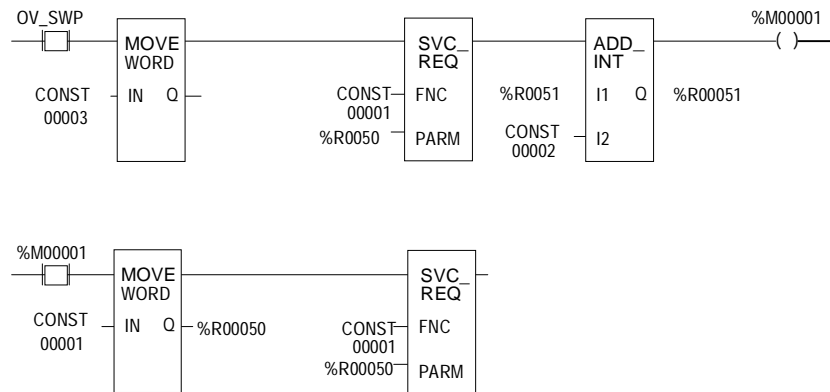 OV_SWP %M00001
MOVE WORD SVC_ REQ ADD_ INT
CONST 00003 IN Q CONST 00001 FNC %R0051 I1 Q %R00051
%R0050 PARM CONST 00002 I2
%M00001
MOVE WORD SVC_ REQ
CONST 00001 IN Q %R00050 CONST 00001 FNC
%R00050 PARM